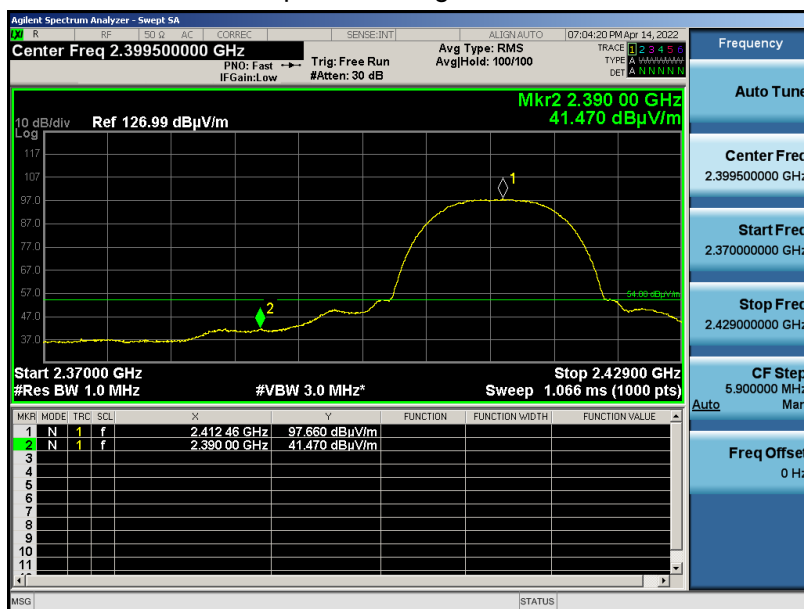 Agilent Spectrum Analyzer - Swept SA
LXI R RF 50 Ω AC CORREC SENSE:INT ALIGN AUTO 07:04:20 PM Apr 14, 2022
Center Freq 2.399500000 GHz
PNO: Fast
IFGain:Low
Trig: Free Run
#Atten: 30 dB
Avg Type: RMS
Avg|Hold: 100/100
TRACE 1 2 3 4 5 6
TYPE A
DET A N N N N N
Mkr2 2.390 00 GHz
41.470 dBµV/m
10 dB/div
Log
Ref 126.99 dBµV/m
117
107
97.0
87.0
77.0
67.0
57.0
47.0
37.0
1
2
54.00 dBµV/m
Start 2.37000 GHz Stop 2.42900 GHz
#Res BW 1.0 MHz #VBW 3.0 MHz* Sweep 1.066 ms (1000 pts)
MKR MODE TRC SCL X Y FUNCTION FUNCTION WIDTH FUNCTION VALUE
1 N 1 f 2.412 46 GHz 97.660 dBµV/m
2 N 1 f 2.390 00 GHz 41.470 dBµV/m
3
4
5
6
7
8
9
10
11
MSG STATUS
Frequency
Auto Tune
Center Freq
2.399500000 GHz
Start Freq
2.370000000 GHz
Stop Freq
2.429000000 GHz
CF Step
5.900000 MHz
Auto Man
Freq Offset
0 Hz